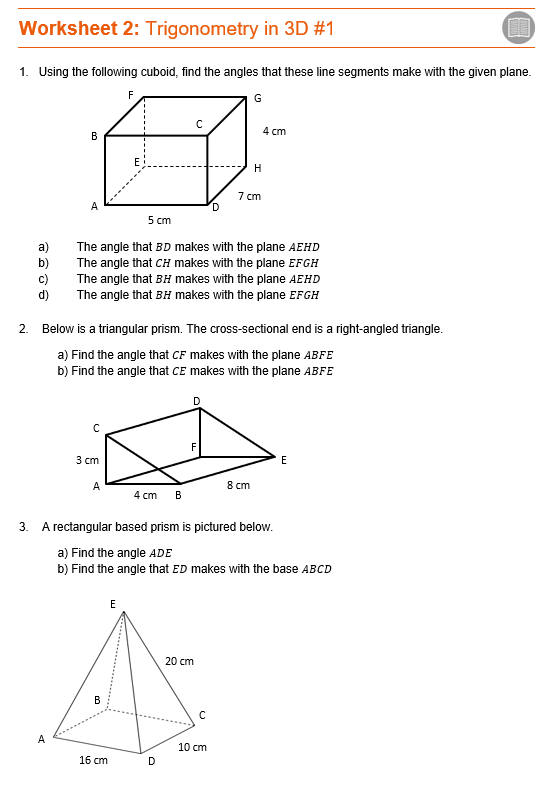 Worksheet 2: Trigonometry in 3D #1
1. Using the following cuboid, find the angles that these line segments make with the given plane.
F
G
B
C
4 cm
E
H
7 cm
A
D
5 cm
a) The angle that BD makes with the plane AEHD
b) The angle that CH makes with the plane EFGH
c) The angle that BH makes with the plane AEHD
d) The angle that BH makes with the plane EFGH
2. Below is a triangular prism. The cross-sectional end is a right-angled triangle.
a) Find the angle that CF makes with the plane ABFE
b) Find the angle that CE makes with the plane ABFE
D
C
F
3 cm
E
A
8 cm
4 cm
B
3. A rectangular based prism is pictured below.
a) Find the angle ADE
b) Find the angle that ED makes with the base ABCD
E
20 cm
B
C
A
10 cm
16 cm
D